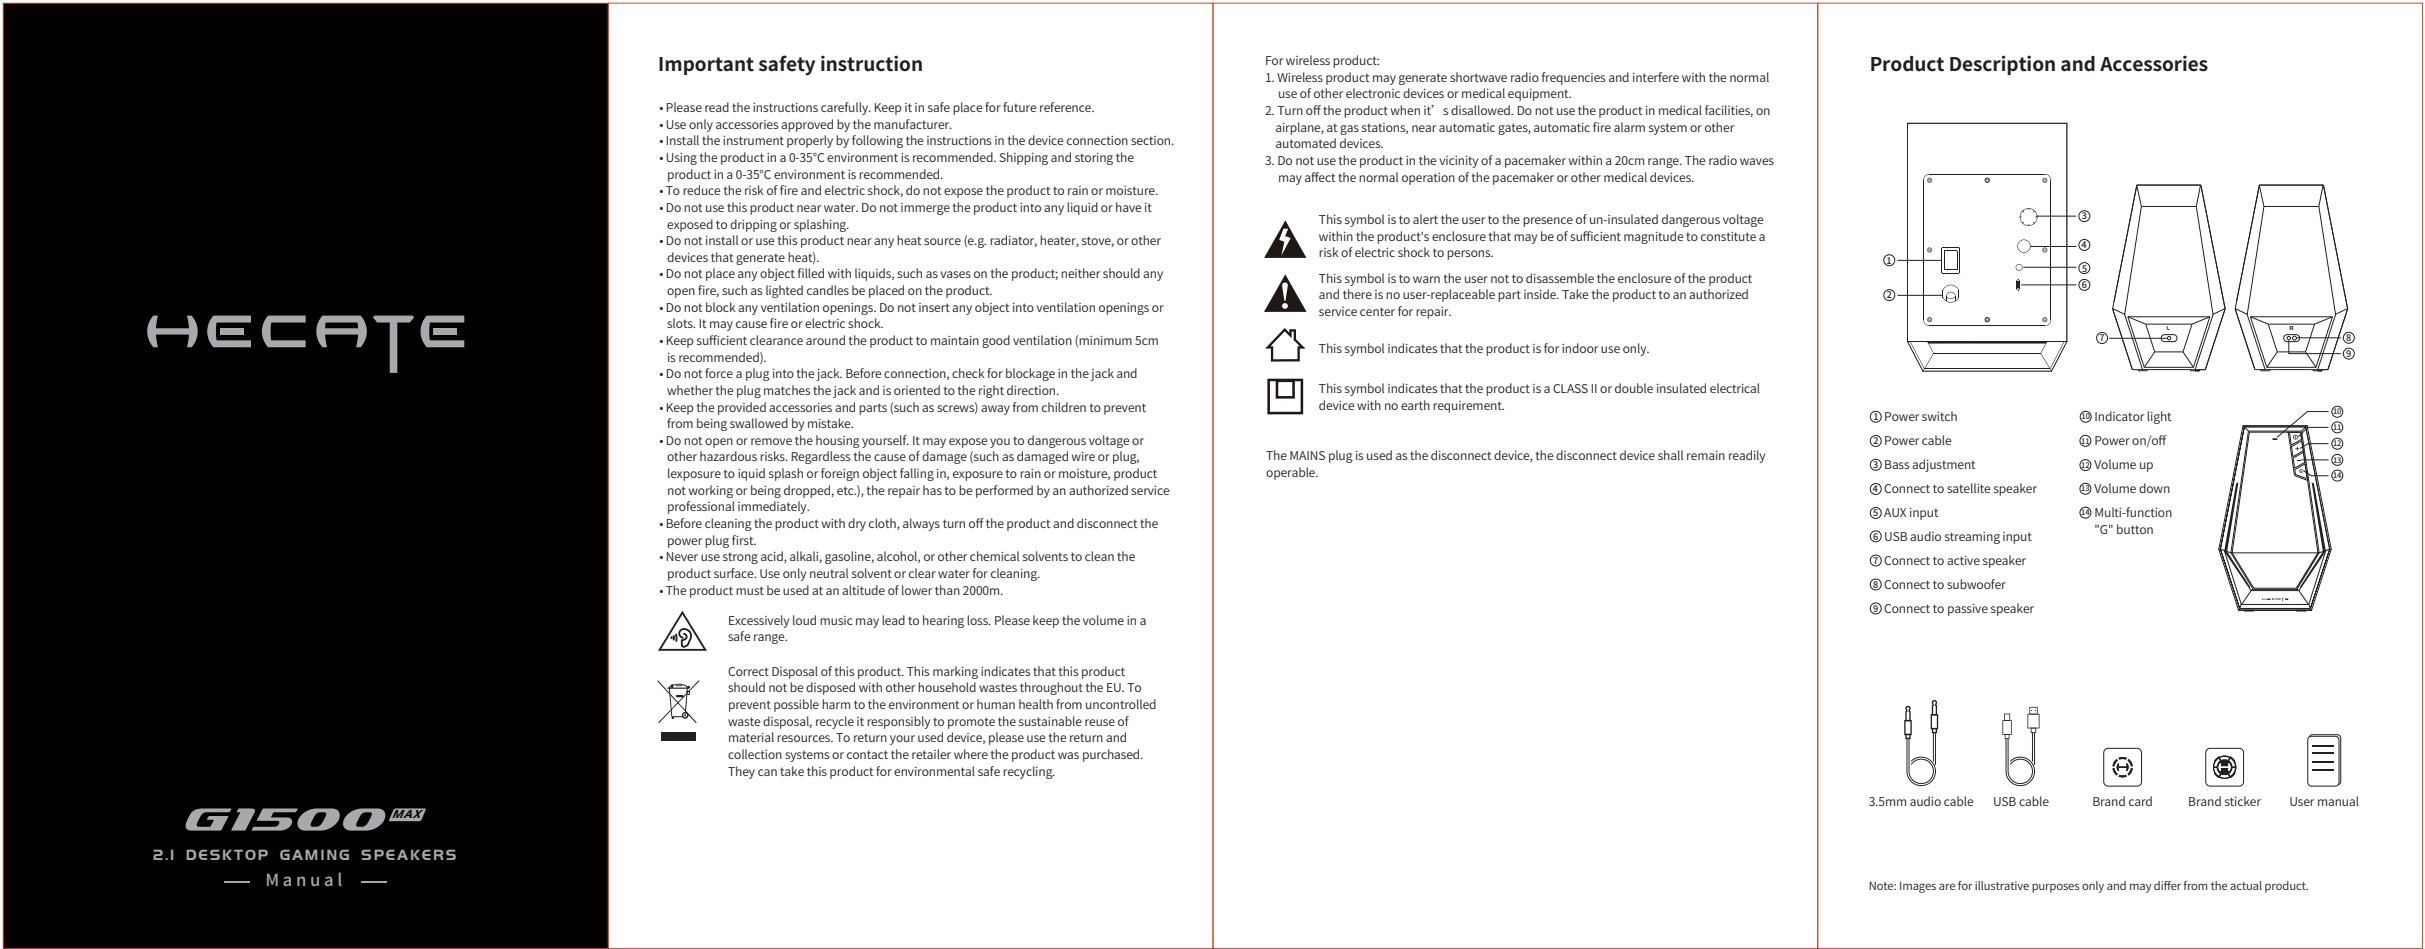 HECATE
G1500 MAX
2.1 DESKTOP GAMING SPEAKERS
Manual
Important safety instruction
• Please read the instructions carefully. Keep it in safe place for future reference.
• Use only accessories approved by the manufacturer.
• Install the instrument properly by following the instructions in the device connection section.
• Using the product in a 0-35°C environment is recommended. Shipping and storing the
product in a 0-35°C environment is recommended.
• To reduce the risk of fire and electric shock, do not expose the product to rain or moisture.
• Do not use this product near water. Do not immerge the product into any liquid or have it
exposed to dripping or splashing.
• Do not install or use this product near any heat source (e.g. radiator, heater, stove, or other
devices that generate heat).
• Do not place any object filled with liquids, such as vases on the product; neither should any
open fire, such as lighted candles be placed on the product.
• Do not block any ventilation openings. Do not insert any object into ventilation openings or
slots. It may cause fire or electric shock.
• Keep sufficient clearance around the product to maintain good ventilation (minimum 5cm
is recommended).
• Do not force a plug into the jack. Before connection, check for blockage in the jack and
whether the plug matches the jack and is oriented to the right direction.
• Keep the provided accessories and parts (such as screws) away from children to prevent
from being swallowed by mistake.
• Do not open or remove the housing yourself. It may expose you to dangerous voltage or
other hazardous risks. Regardless the cause of damage (such as damaged wire or plug,
lexposure to iquid splash or foreign object falling in, exposure to rain or moisture, product
not working or being dropped, etc.), the repair has to be performed by an authorized service
professional immediately.
• Before cleaning the product with dry cloth, always turn off the product and disconnect the
power plug first.
• Never use strong acid, alkali, gasoline, alcohol, or other chemical solvents to clean the
product surface. Use only neutral solvent or clear water for cleaning.
• The product must be used at an altitude of lower than 2000m.
Excessively loud music may lead to hearing loss. Please keep the volume in a
safe range.
Correct Disposal of this product. This marking indicates that this product
should not be disposed with other household wastes throughout the EU. To
prevent possible harm to the environment or human health from uncontrolled
waste disposal, recycle it responsibly to promote the sustainable reuse of
material resources. To return your used device, please use the return and
collection systems or contact the retailer where the product was purchased.
They can take this product for environmental safe recycling.
For wireless product:
1. Wireless product may generate shortwave radio frequencies and interfere with the normal
use of other electronic devices or medical equipment.
2. Turn off the product when it’ s disallowed. Do not use the product in medical facilities, on
airplane, at gas stations, near automatic gates, automatic fire alarm system or other
automated devices.
3. Do not use the product in the vicinity of a pacemaker within a 20cm range. The radio waves
may affect the normal operation of the pacemaker or other medical devices.
This symbol is to alert the user to the presence of un-insulated dangerous voltage
within the product's enclosure that may be of sufficient magnitude to constitute a
risk of electric shock to persons.
This symbol is to warn the user not to disassemble the enclosure of the product
and there is no user-replaceable part inside. Take the product to an authorized
service center for repair.
This symbol indicates that the product is for indoor use only.
This symbol indicates that the product is a CLASS II or double insulated electrical
device with no earth requirement.
The MAINS plug is used as the disconnect device, the disconnect device shall remain readily
operable.
Product Description and Accessories
①
②
③
④
⑤
⑥
L
⑦
R
⑧
⑨
① Power switch
② Power cable
③ Bass adjustment
④ Connect to satellite speaker
⑤ AUX input
⑥ USB audio streaming input
⑦ Connect to active speaker
⑧ Connect to subwoofer
⑨ Connect to passive speaker
⑩ Indicator light
⑪ Power on/off
⑫ Volume up
⑬ Volume down
⑭ Multi-function
"G" button
⑩
⑪
⑫
⑬
⑭
HECATE
3.5mm audio cable
USB cable
Brand card
Brand sticker
User manual
Note: Images are for illustrative purposes only and may differ from the actual product.